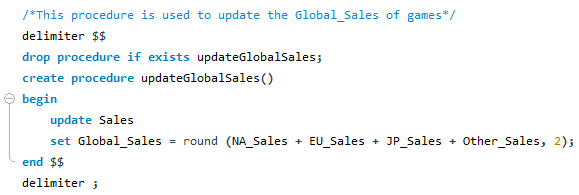 /*This procedure is used to update the Global_Sales of games*/
delimiter $$
drop procedure if exists updateGlobalSales;
create procedure updateGlobalSales()
begin
update Sales
set Global_Sales = round (NA_Sales + EU_Sales + JP_Sales + Other_Sales, 2);
end $$
delimiter ;